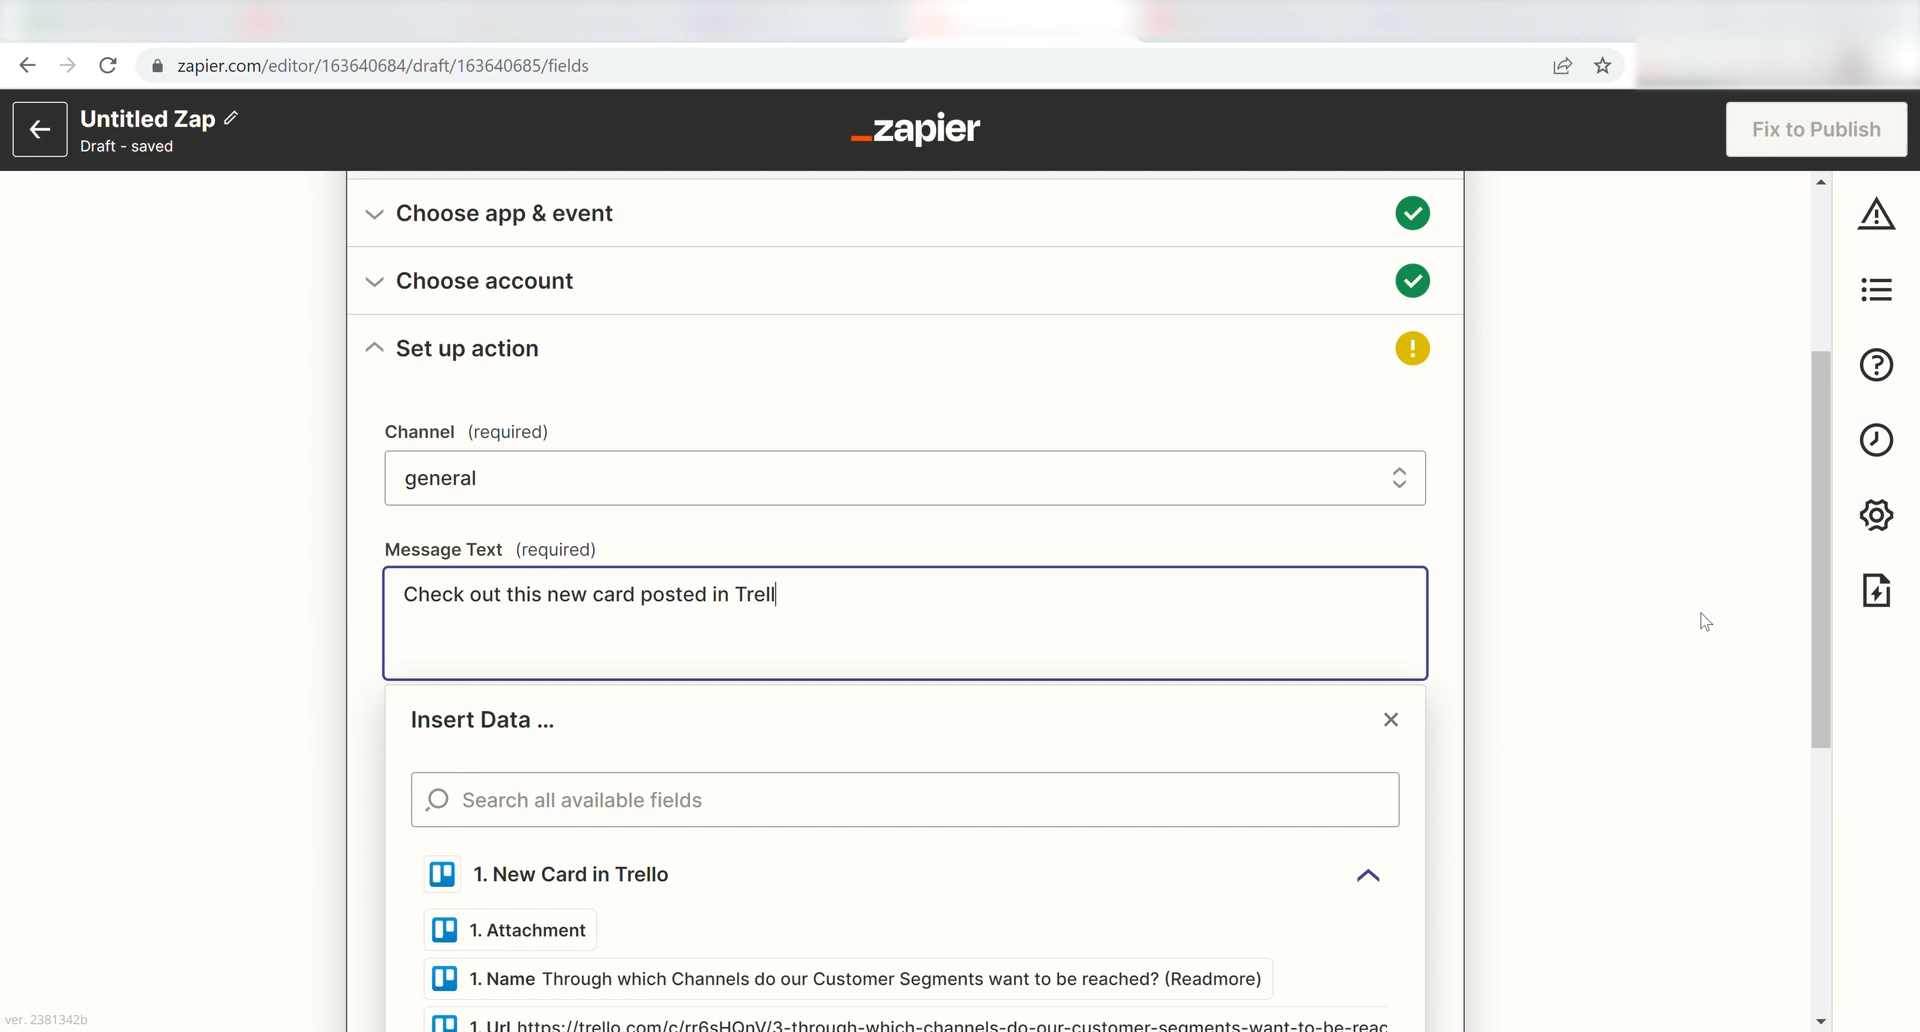 zapier.com/editor/163640684/draft/163640685/fields
Untitled Zap
Draft - saved
_zapier
Fix to Publish
Choose app & event
Choose account
Set up action
Channel (required)
general
Message Text (required)
Check out this new card posted in Trell
Insert Data ...
Search all available fields
1. New Card in Trello
1. Attachment
1. Name Through which Channels do our Customer Segments want to be reached? (Readmore)
1. Url https://trello.com/c/rr6sHQnV/3-through-which-channels-do-our-customer-segments-want-to-be-reac
ver. 2381342b